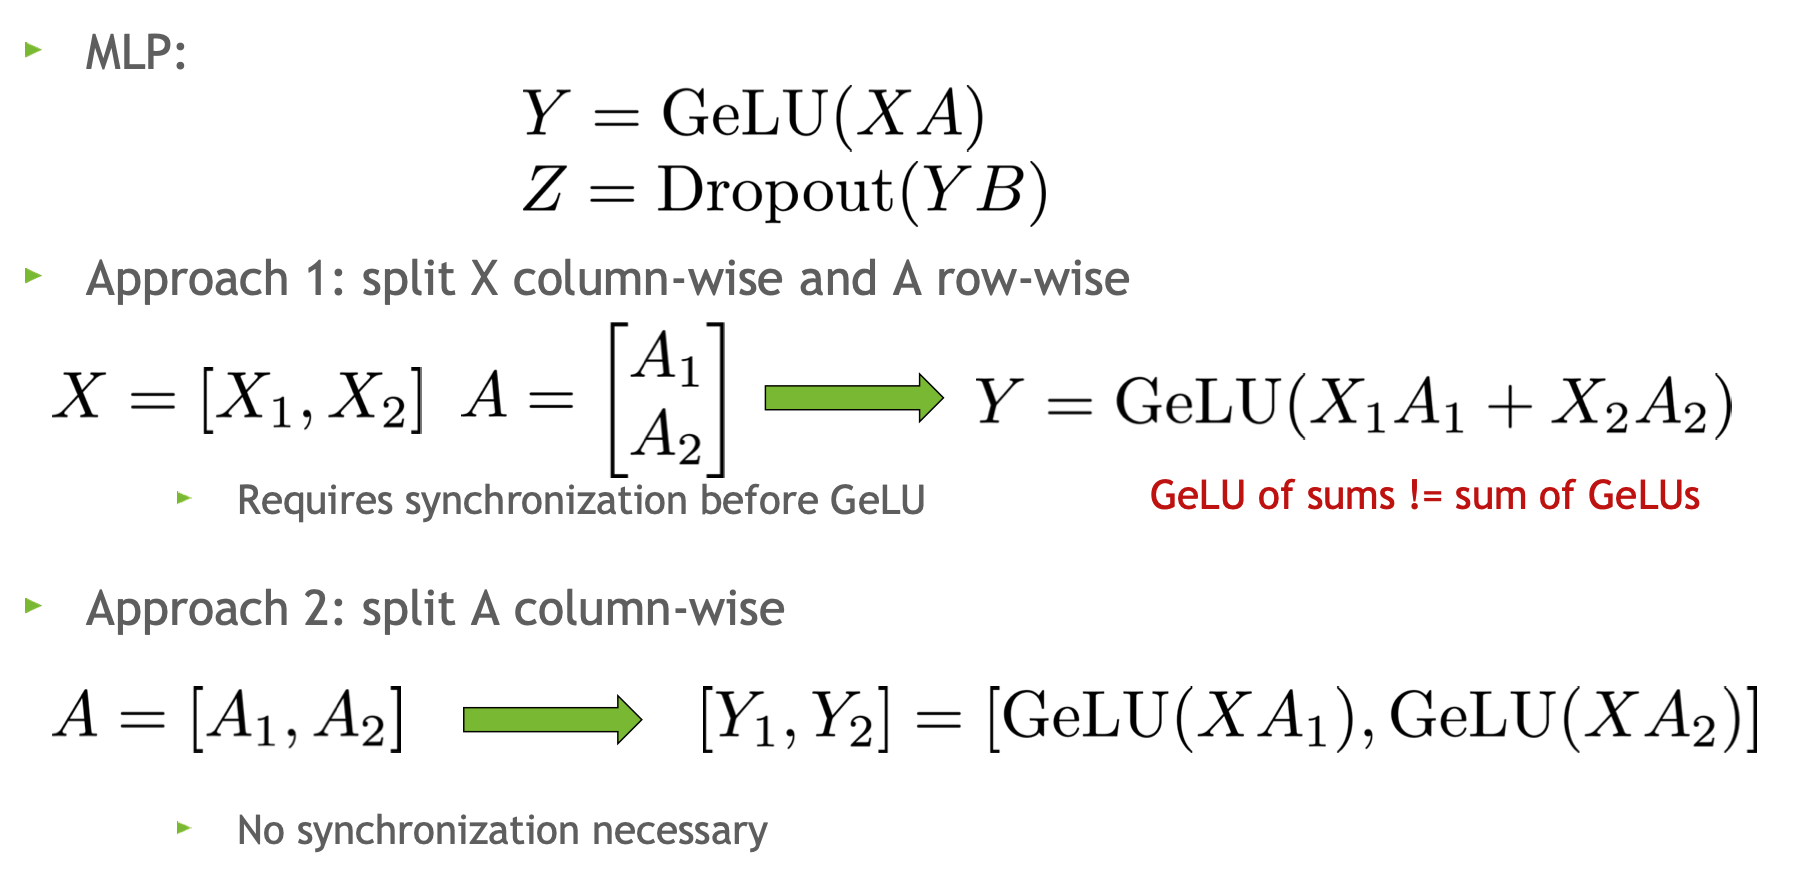 MLP:
Y = GeLU(XA)
Z = Dropout(YB)
Approach 1: split X column-wise and A row-wise
X = [X₁, X₂] A = [A₁ A₂] Y = GeLU(X₁A₁ + X₂A₂)
Requires synchronization before GeLU
GeLU of sums != sum of GeLUs
Approach 2: split A column-wise
A = [A₁, A₂] [Y₁, Y₂] = [GeLU(XA₁), GeLU(XA₂)]
No synchronization necessary